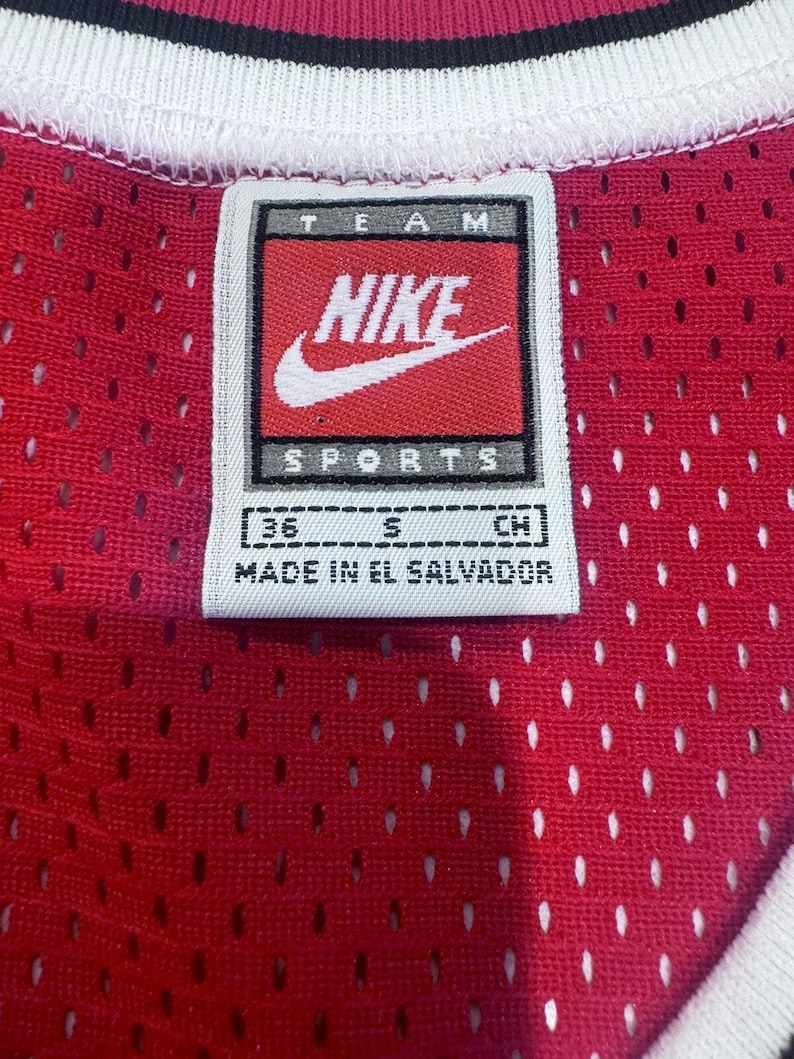 TEAM
NIKE
SPORTS
36 S CH
MADE IN EL SALVADOR